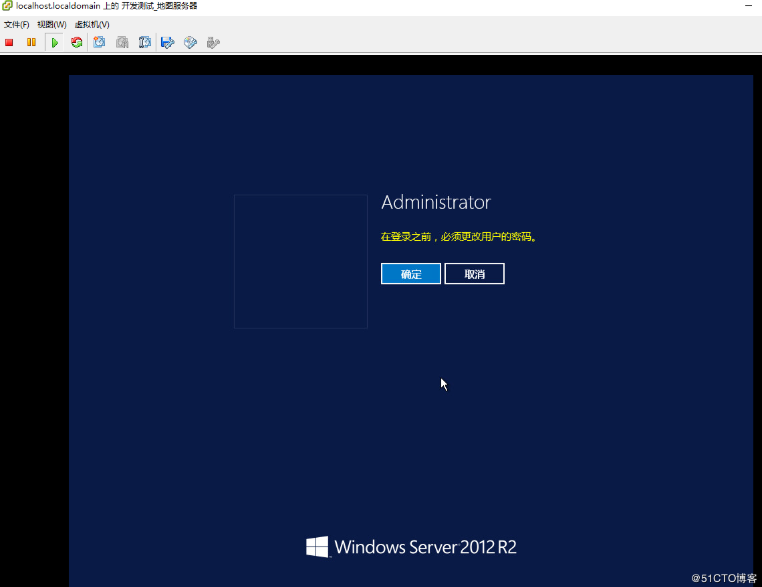 localhost.localdomain 上的 开发测试_地图服务器
文件(F) 视图(W) 虚拟机(V)
Administrator
在登录之前，必须更改用户的密码。
确定 取消
Windows Server 2012 R2
@51CTO博客